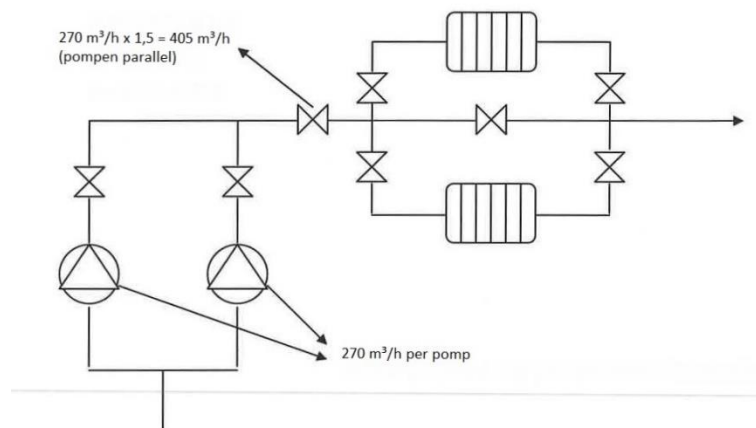 270 m³/h x 1,5 = 405 m³/h
(pompen parallel)
270 m³/h per pomp